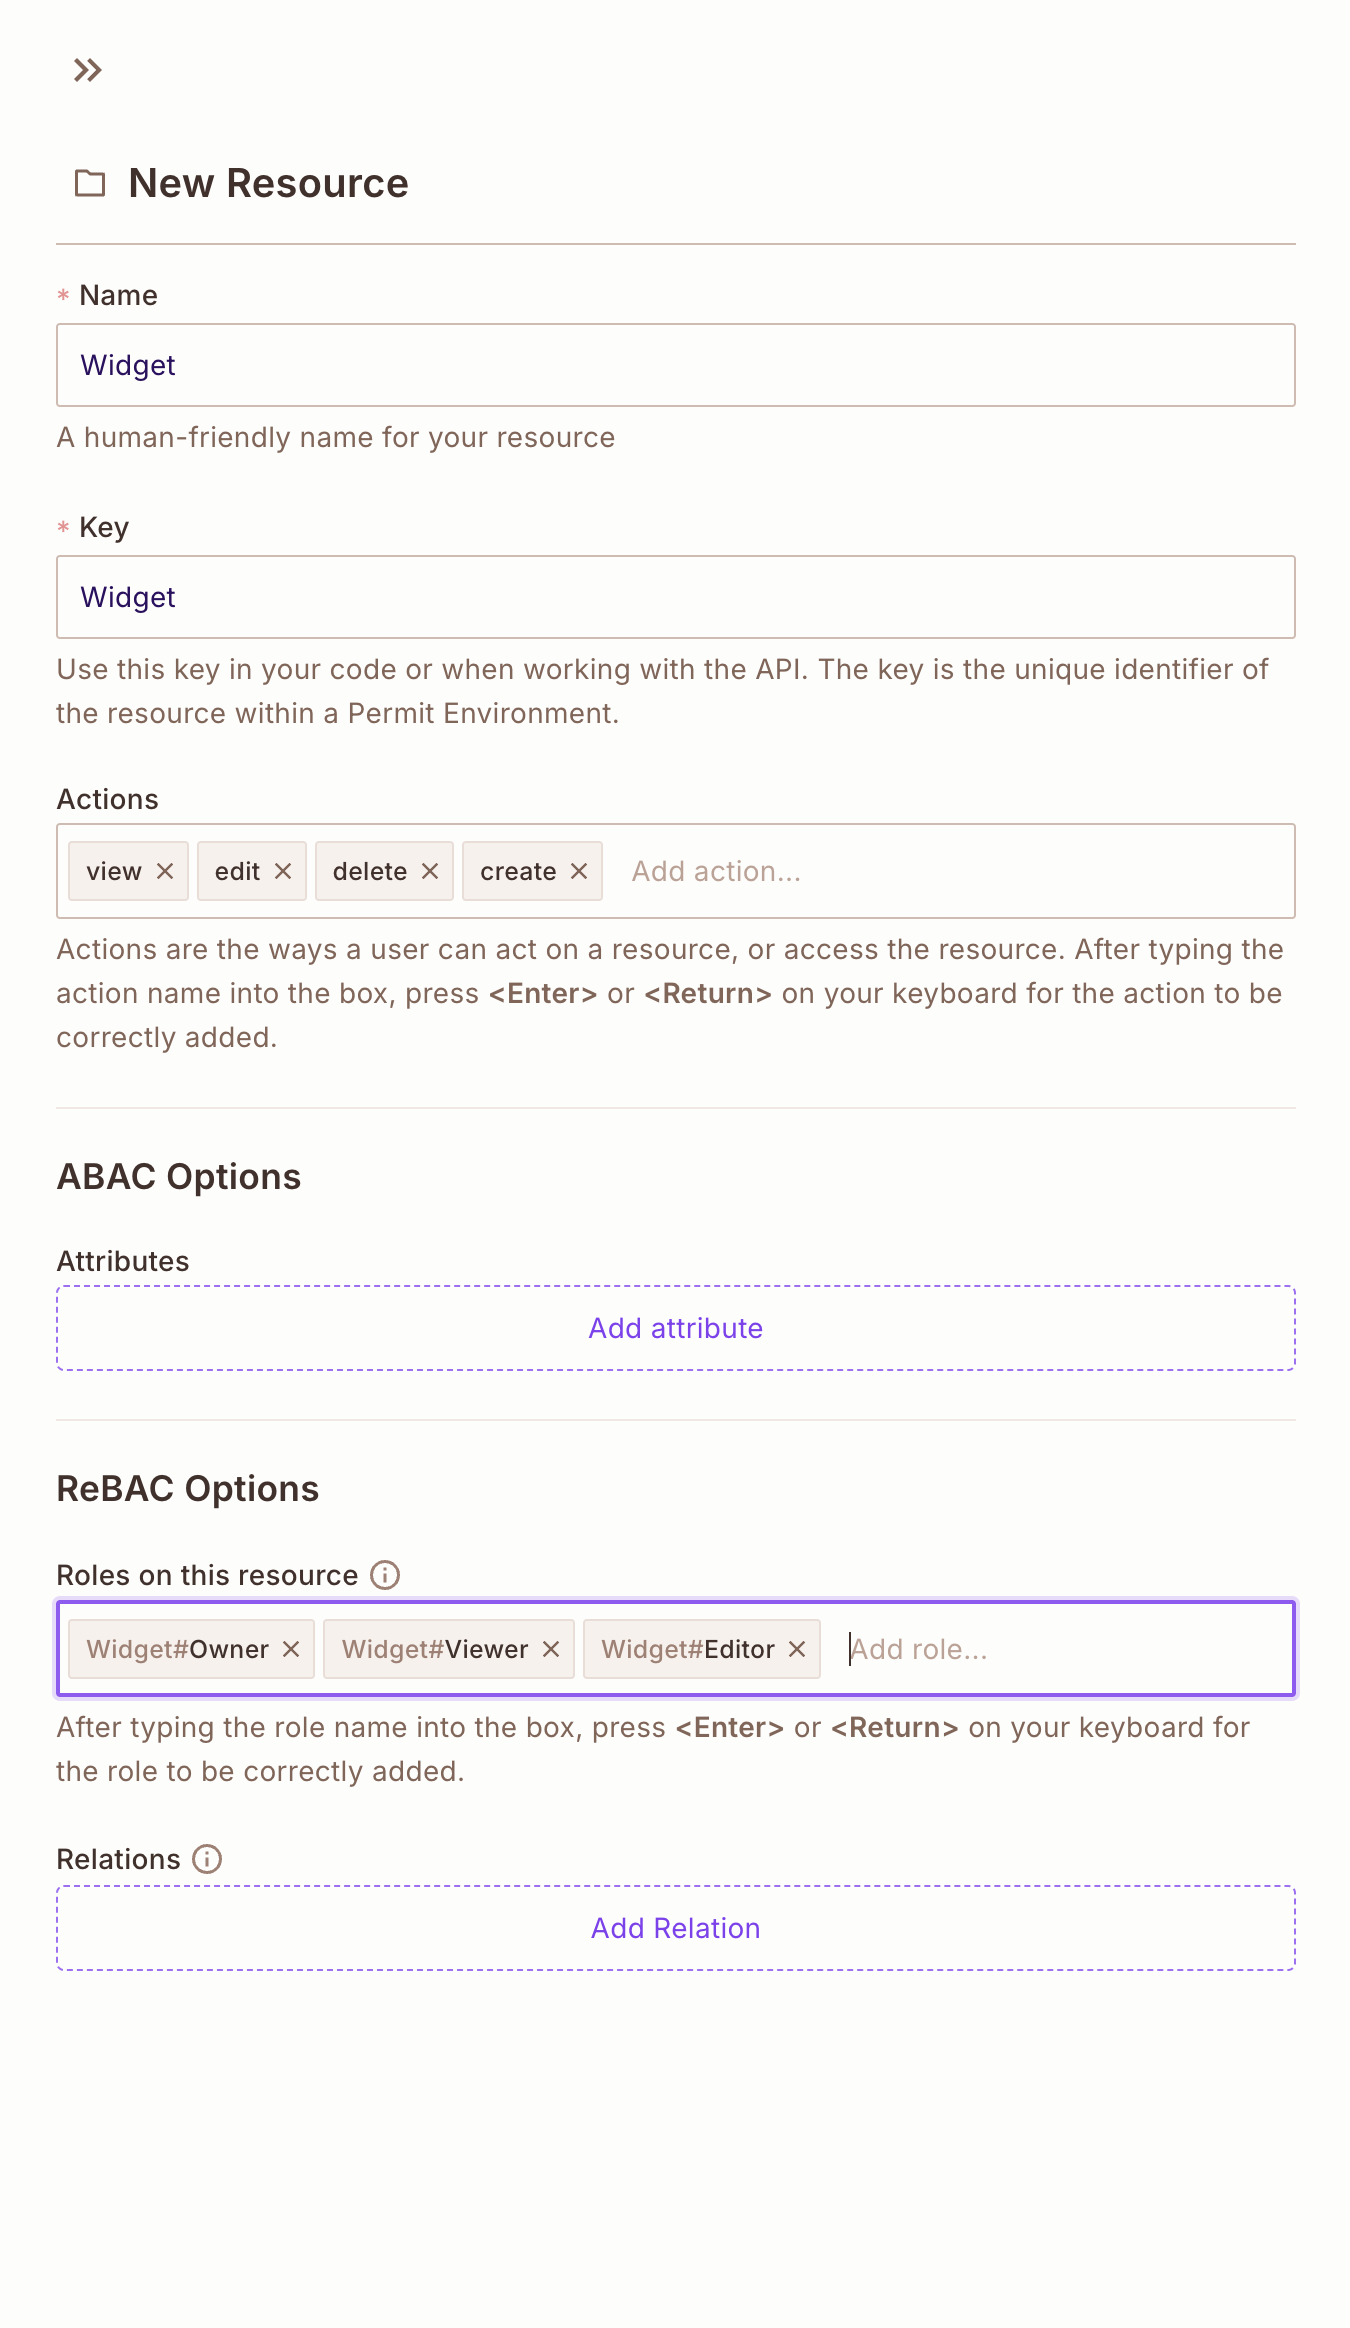 New Resource
* Name
Widget
A human-friendly name for your resource
* Key
Widget
Use this key in your code or when working with the API. The key is the unique identifier of
the resource within a Permit Environment.
Actions
view edit delete create Add action...
Actions are the ways a user can act on a resource, or access the resource. After typing the
action name into the box, press <Enter> or <Return> on your keyboard for the action to be
correctly added.
ABAC Options
Attributes
Add attribute
ReBAC Options
Roles on this resource
Widget#Owner Widget#Viewer Widget#Editor Add role...
After typing the role name into the box, press <Enter> or <Return> on your keyboard for
the role to be correctly added.
Relations
Add Relation